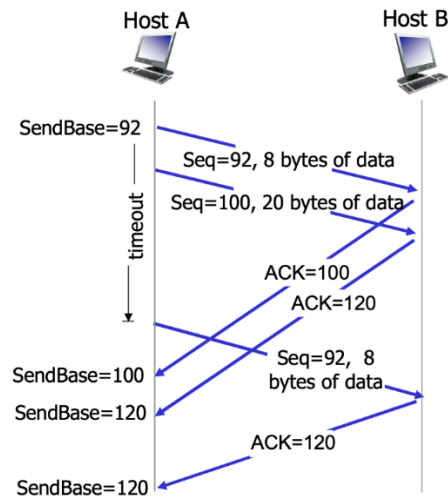 Host A
Host B
SendBase=92
Seq=92, 8 bytes of data
Seq=100, 20 bytes of data
timeout
ACK=100
ACK=120
Seq=92, 8
bytes of data
SendBase=100
SendBase=120
ACK=120
SendBase=120